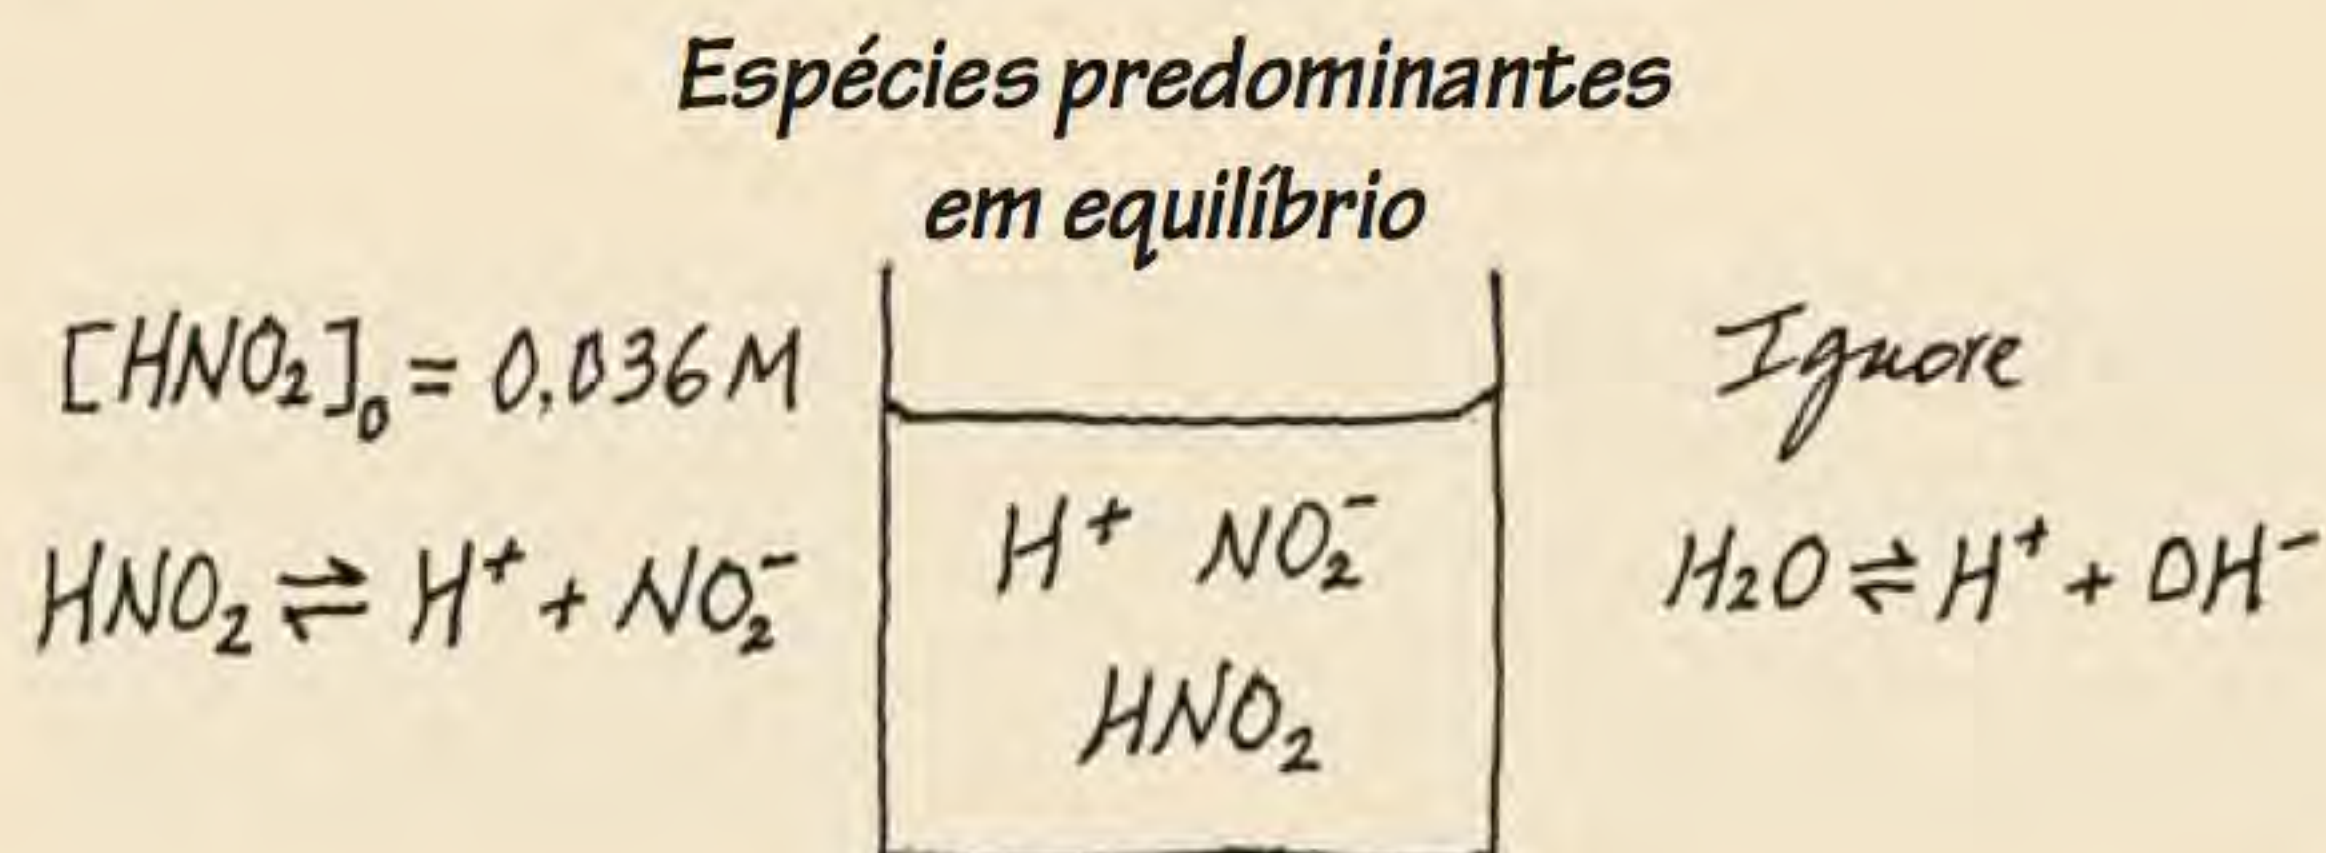 Espécies predominantes
em equilíbrio
[HNO₂]₀ = 0,036 M
Ignore
HNO₂ ⇌ H⁺ + NO₂⁻
H⁺ NO₂⁻
H₂O ⇌ H⁺ + OH⁻
HNO₂